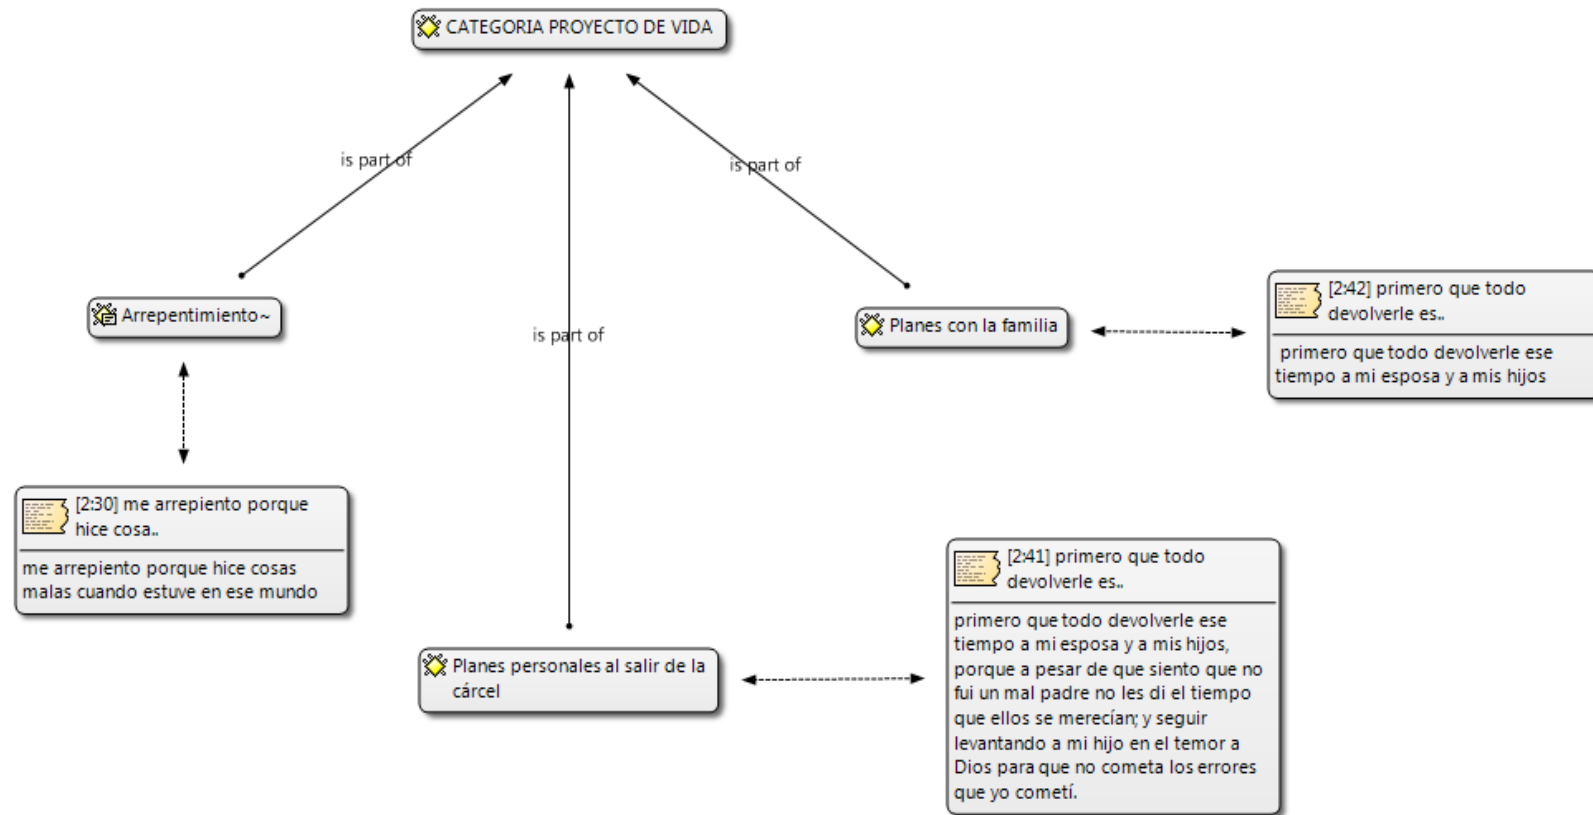 CATEGORIA PROYECTO DE VIDA
is part of
is part of
is part of
Arrepentimiento~
Planes con la familia
[2:42] primero que todo
devolverle es..
primero que todo devolverle ese
tiempo a mi esposa y a mis hijos
[2:30] me arrepiento porque
hice cosa..
me arrepiento porque hice cosas
malas cuando estuve en ese mundo
Planes personales al salir de la
cárcel
[2:41] primero que todo
devolverle es..
primero que todo devolverle ese
tiempo a mi esposa y a mis hijos,
porque a pesar de que siento que no
fui un mal padre no les di el tiempo
que ellos se merecían; y seguir
levantando a mi hijo en el temor a
Dios para que no cometa los errores
que yo cometí.